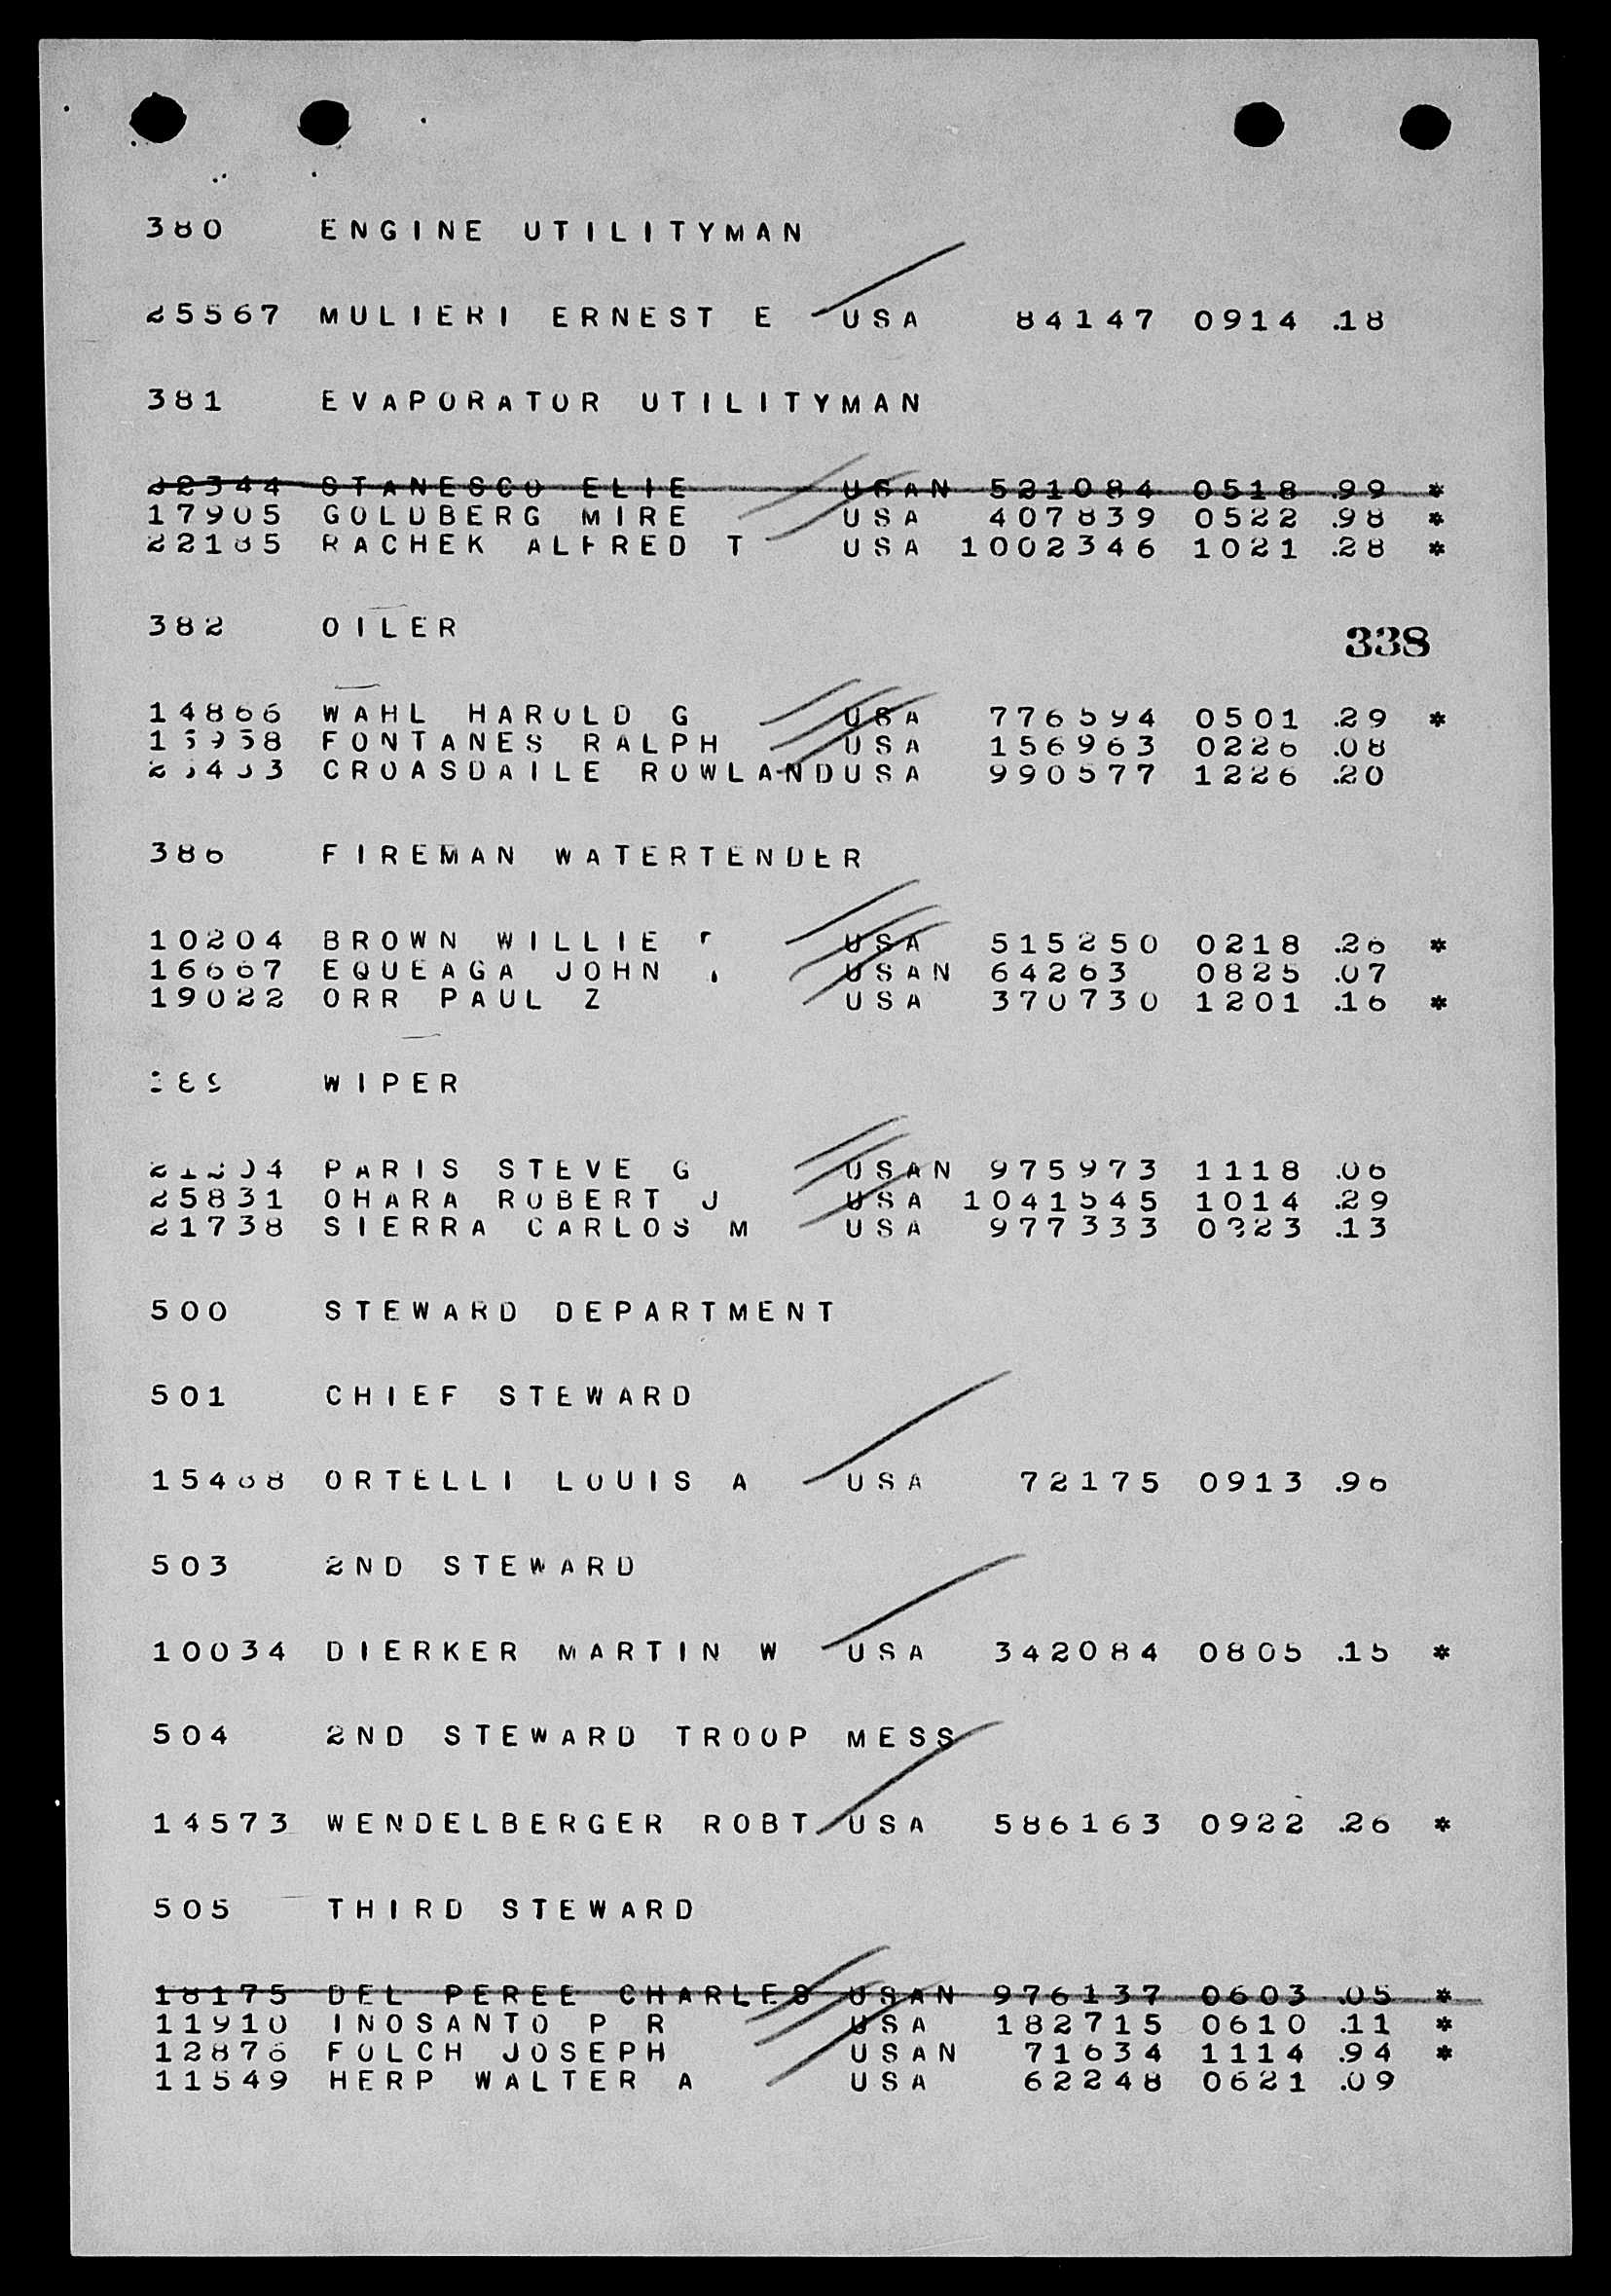 380 ENGINE UTILITYMAN
25567 MULIERI ERNEST E USA 84147 0914 .18
381 EVAPORATOR UTILITYMAN
22344 STANESCO ELIE USAN 521084 0518 .99 *
17905 GOLDBERG MIRE USA 407839 0522 .98 *
22185 RACHEK ALFRED T USA 1002346 1021 .28 *
382 OILER
338
14866 WAHL HAROLD G USA 776594 0501 .29 *
FONTANES RALPH USA 156963 0226 .08
CROASDAILE ROWLAND USA 990577 1226 .20
386 FIREMAN WATERTENDER
10204 BROWN WILLIE USA 515250 0218 .26 *
16667 EQUEAGA JOHN USAN 64263 0825 .07
19022 ORR PAUL Z USA 370730 1201 .16 *
389 WIPER
PARIS STEVE G USAN 975973 1118 .06
25831 OHARA ROBERT J USA 1041545 1014 .29
21738 SIERRA CARLOS M USA 977333 0323 .13
500 STEWARD DEPARTMENT
501 CHIEF STEWARD
15468 ORTELLI LOUIS A USA 72175 0913 .96
503 2ND STEWARD
10034 DIERKER MARTIN W USA 342084 0805 .15 *
504 2ND STEWARD TROOP MESS
14573 WENDELBERGER ROBT USA 586163 0922 .26 *
505 THIRD STEWARD
18175 DEL PEREE CHARLES USAN 976137 0603 .05 *
11910 INOSANTO P R USA 182715 0610 .11 *
12876 FOLCH JOSEPH USAN 71634 1114 .94 *
11549 HERP WALTER A USA 62248 0621 .09